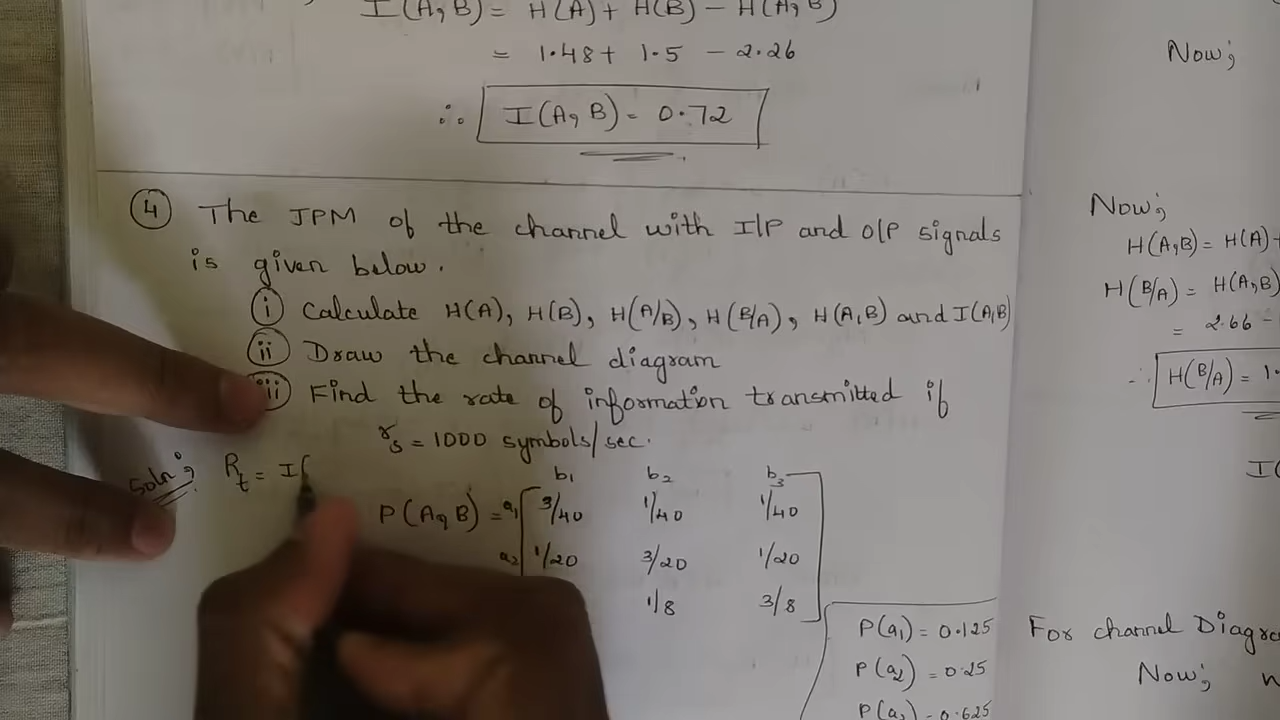 I(A,B) = H(A) + H(B) - H(A,B)
= 1.48 + 1.5 - 2.26
∴ I(A,B) = 0.72
4 The JPM of the channel with I/P and O/P signals
is given below.
i Calculate H(A), H(B), H(A/B), H(B/A), H(A,B) and I(A,B)
ii Draw the channel diagram
iii Find the rate of information transmitted if
rs = 1000 symbols/sec.
Soln; Rt = I(
b1 b2 b3
P(A,B) = a1 3/40 1/40 1/40
a2 1/20 3/20 1/20
1/8 3/8
P(a1) = 0.125
P(a2) = 0.25
P(a3) = 0.625
Now;
Now;
H(A,B) = H(A) +
H(B/A) = H(A,B)
= 2.66 -
∴ H(B/A) = 1.
I(
For channel Diagra
Now;